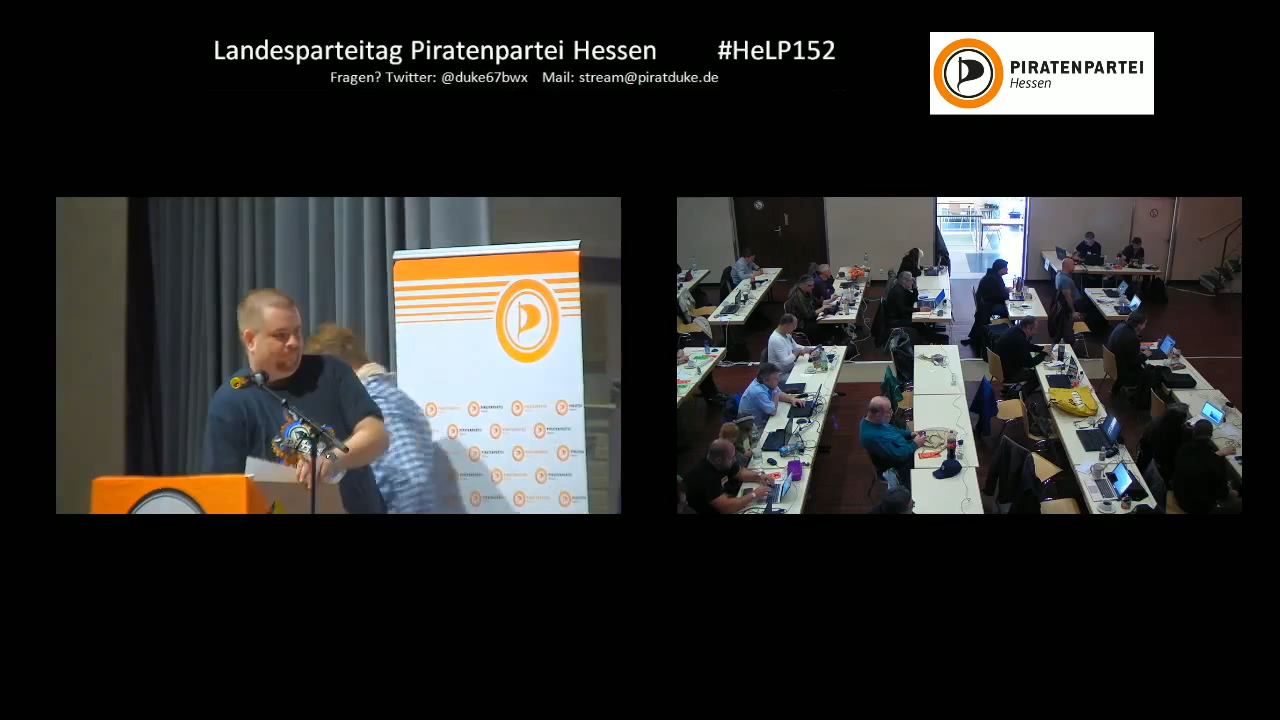 Landesparteitag Piratenpartei Hessen #HeLP152
Fragen? Twitter: @duke67bwx Mail: stream@piratduke.de
PIRATENPARTEI
Hessen